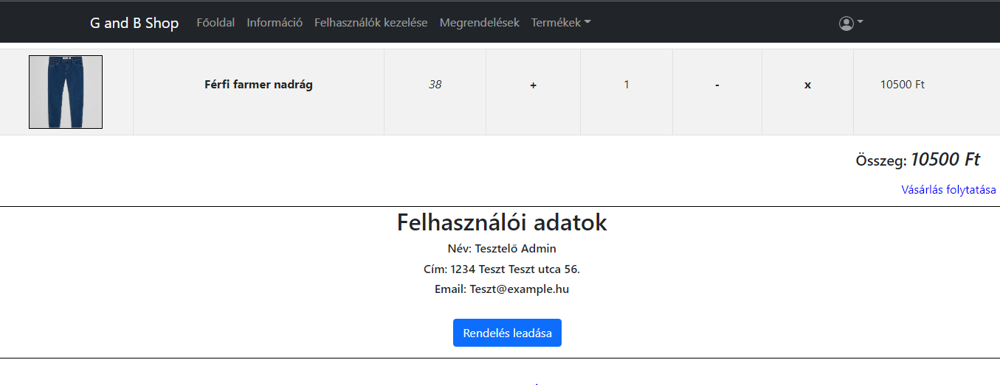 G and B Shop Főoldal Információ Felhasználók kezelése Megrendelések Termékek
Férfi farmer nadrág 38 + 1 - x 10500 Ft
Összeg: 10500 Ft
Vásárlás folytatása
Felhasználói adatok
Név: Tesztelő Admin
Cím: 1234 Teszt Teszt utca 56.
Email: Teszt@example.hu
Rendelés leadása